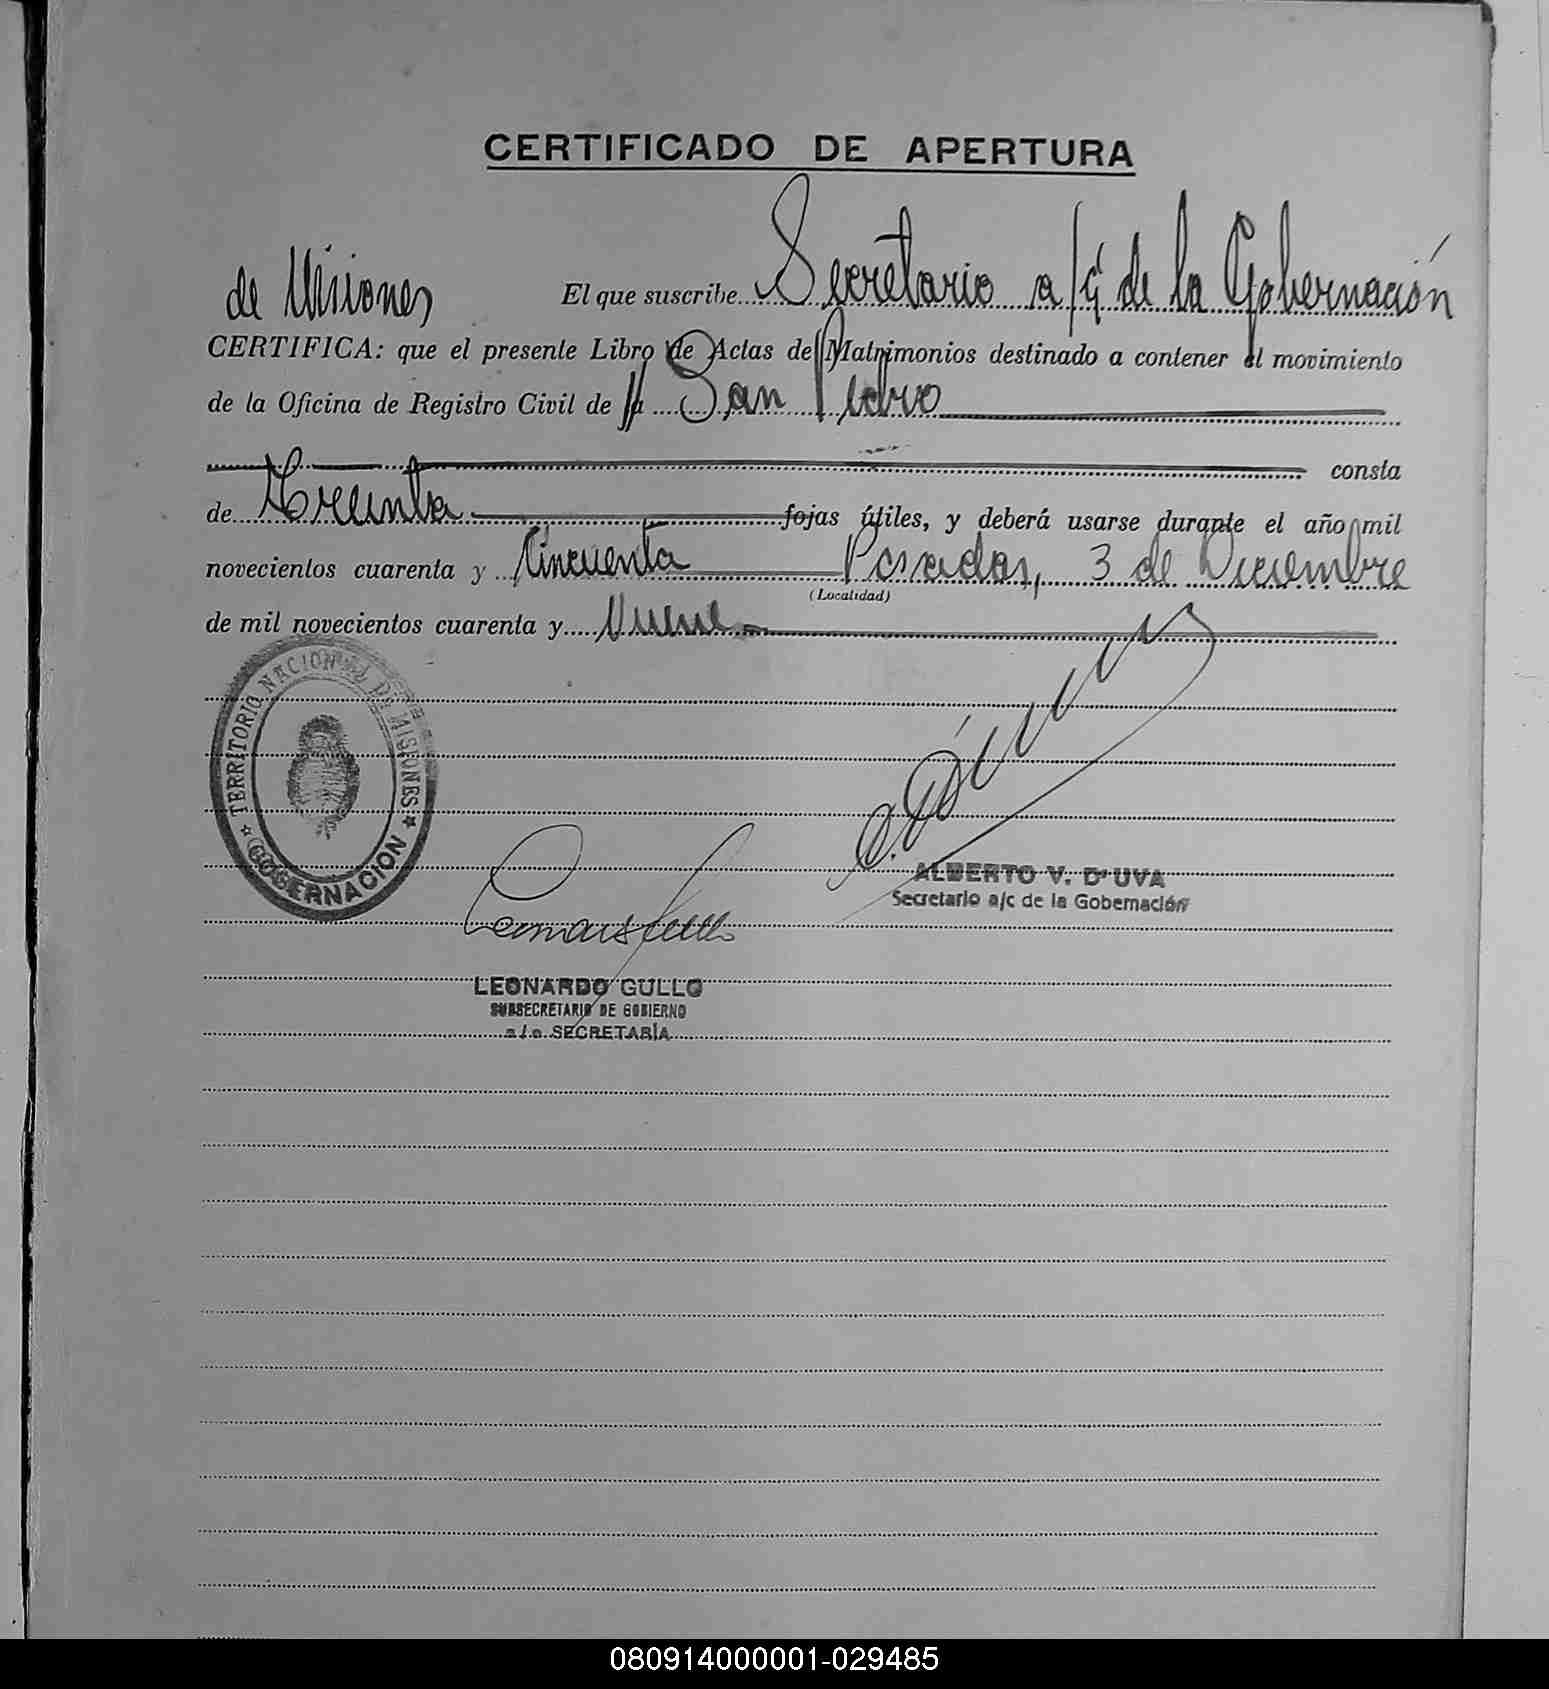 CERTIFICADO DE APERTURA
El que suscribe Secretario a/c de la Gobernación
de Misiones
CERTIFICA: que el presente Libro de Actas de Matrimonios destinado a contener el movimiento
de la Oficina de Registro Civil de San Pedro
consta
de Treinta fojas útiles, y deberá usarse durante el año mil
novecientos cuarenta y Cincuenta Posadas, 3 de Diciembre
(Localidad)
de mil novecientos cuarenta y Nueve
TERRITORIO NACIONAL DE MISIONES
GOBERNACION
ALBERTO V. D'UVA
Secretario a/c de la Gobernación
LEONARDO GULLO
SUBSECRETARIO DE GOBIERNO
a/c. SECRETARÍA
080914000001-029485